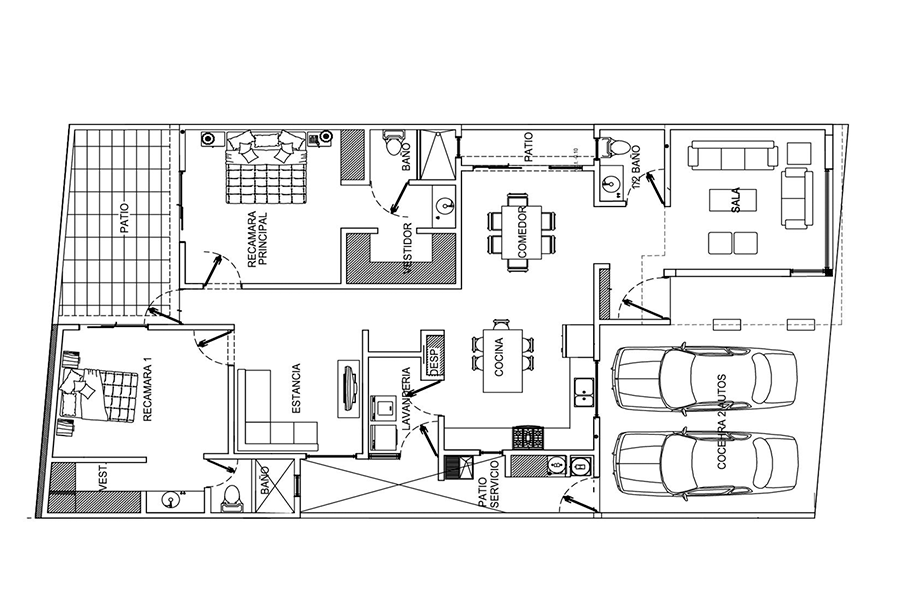 PATIO
RECAMARA
PRINCIPAL
BAÑO
VESTIDOR
PATIO
1/2 BAÑO
SALA
COMEDOR
COCINA
DESP.
ESTANCIA
LAVANDERIA
RECAMARA 1
VEST.
BAÑO
PATIO
SERVICIO
COCEHRA 2 AUTOS